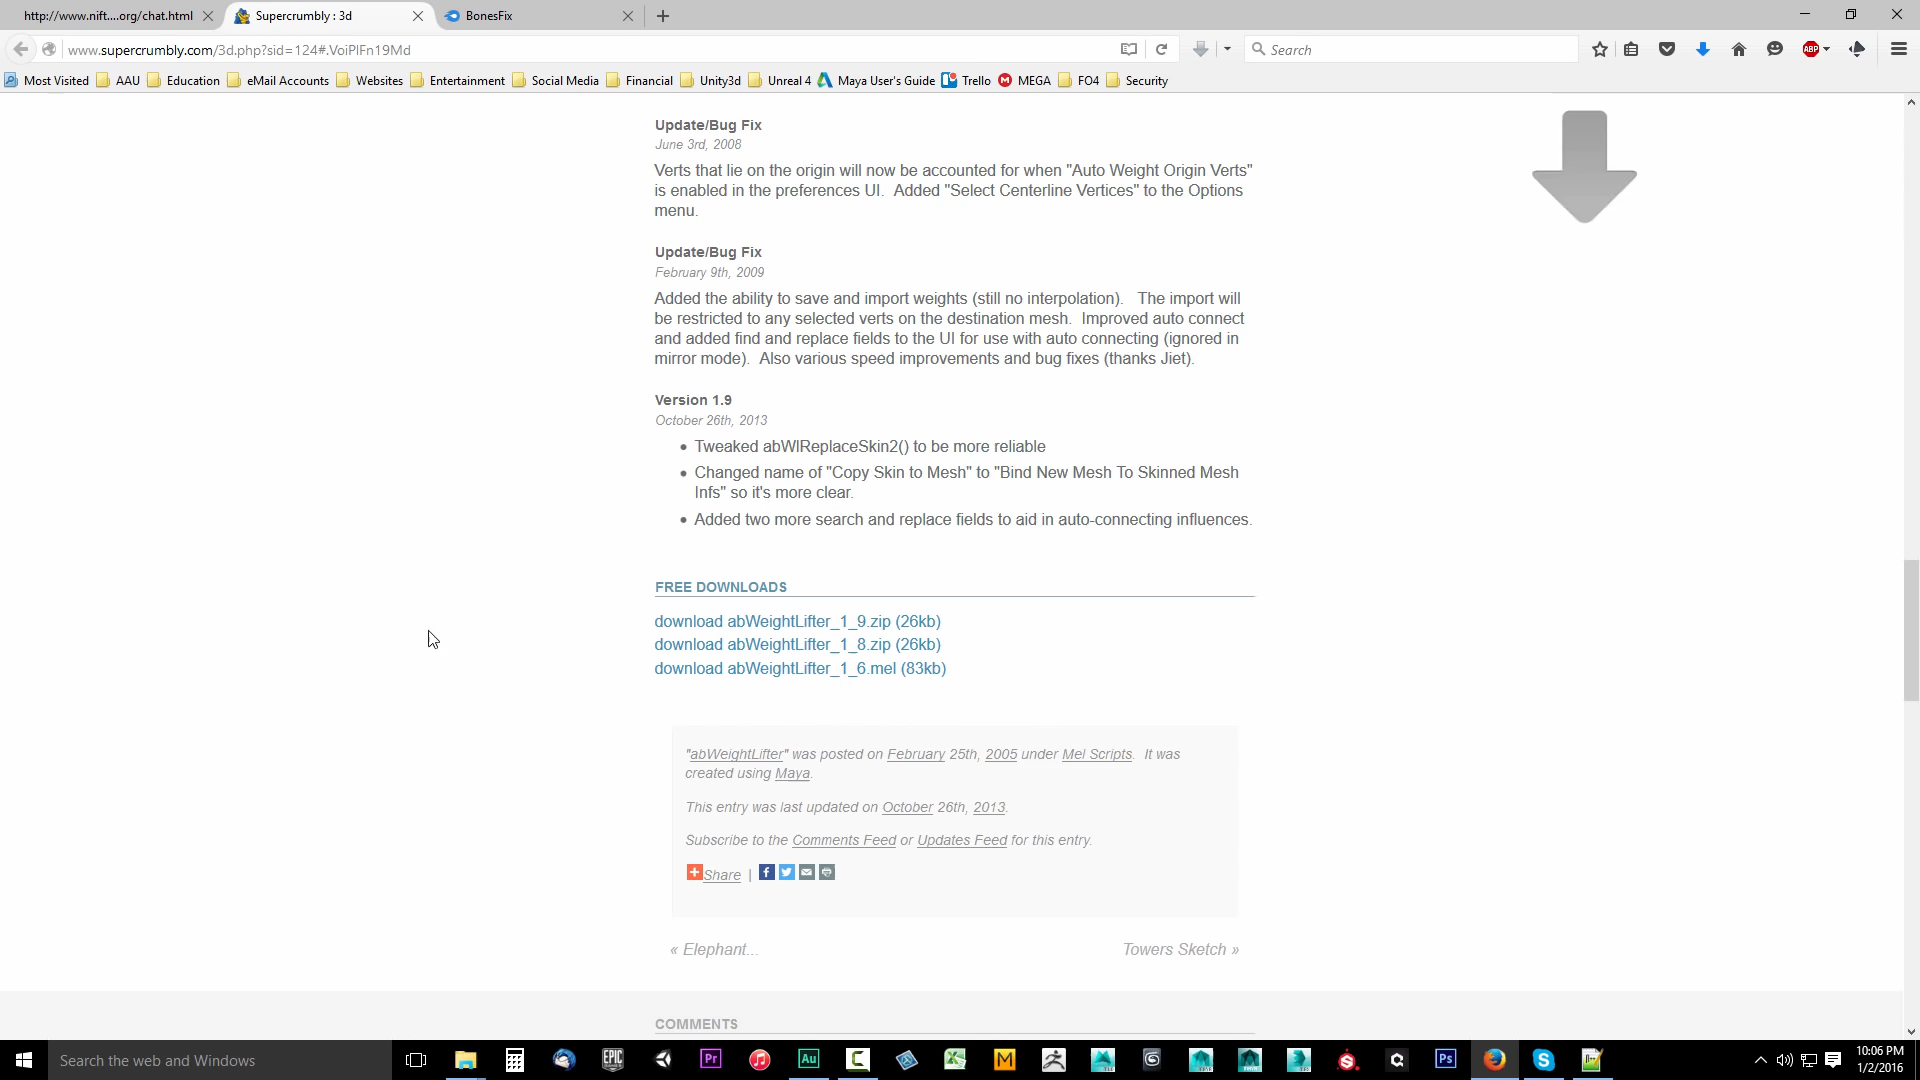 http://www.nift....org/chat.html
Supercrumbly : 3d
BonesFix
www.supercrumbly.com/3d.php?sid=124#.VoiPlFn19Md
Search
ABP
Most Visited
AAU
Education
eMail Accounts
Websites
Entertainment
Social Media
Financial
Unity3d
Unreal 4
Maya User's Guide
Trello
MEGA
FO4
Security
Update/Bug Fix
June 3rd, 2008
Verts that lie on the origin will now be accounted for when "Auto Weight Origin Verts"
is enabled in the preferences UI.  Added "Select Centerline Vertices" to the Options
menu.
Update/Bug Fix
February 9th, 2009
Added the ability to save and import weights (still no interpolation).   The import will
be restricted to any selected verts on the destination mesh.  Improved auto connect
and added find and replace fields to the UI for use with auto connecting (ignored in
mirror mode).  Also various speed improvements and bug fixes (thanks Jiet).
Version 1.9
October 26th, 2013
• Tweaked abWlReplaceSkin2() to be more reliable
• Changed name of "Copy Skin to Mesh" to "Bind New Mesh To Skinned Mesh
Infs" so it's more clear.
• Added two more search and replace fields to aid in auto-connecting influences.
FREE DOWNLOADS
download abWeightLifter_1_9.zip (26kb)
download abWeightLifter_1_8.zip (26kb)
download abWeightLifter_1_6.mel (83kb)
"abWeightLifter" was posted on February 25th, 2005 under Mel Scripts.  It was
created using Maya.
This entry was last updated on October 26th, 2013.
Subscribe to the Comments Feed or Updates Feed for this entry.
Share |
« Elephant...
Towers Sketch »
COMMENTS
Search the web and Windows
EPIC
Pr
Au
C
M
Ps
10:06 PM
1/2/2016